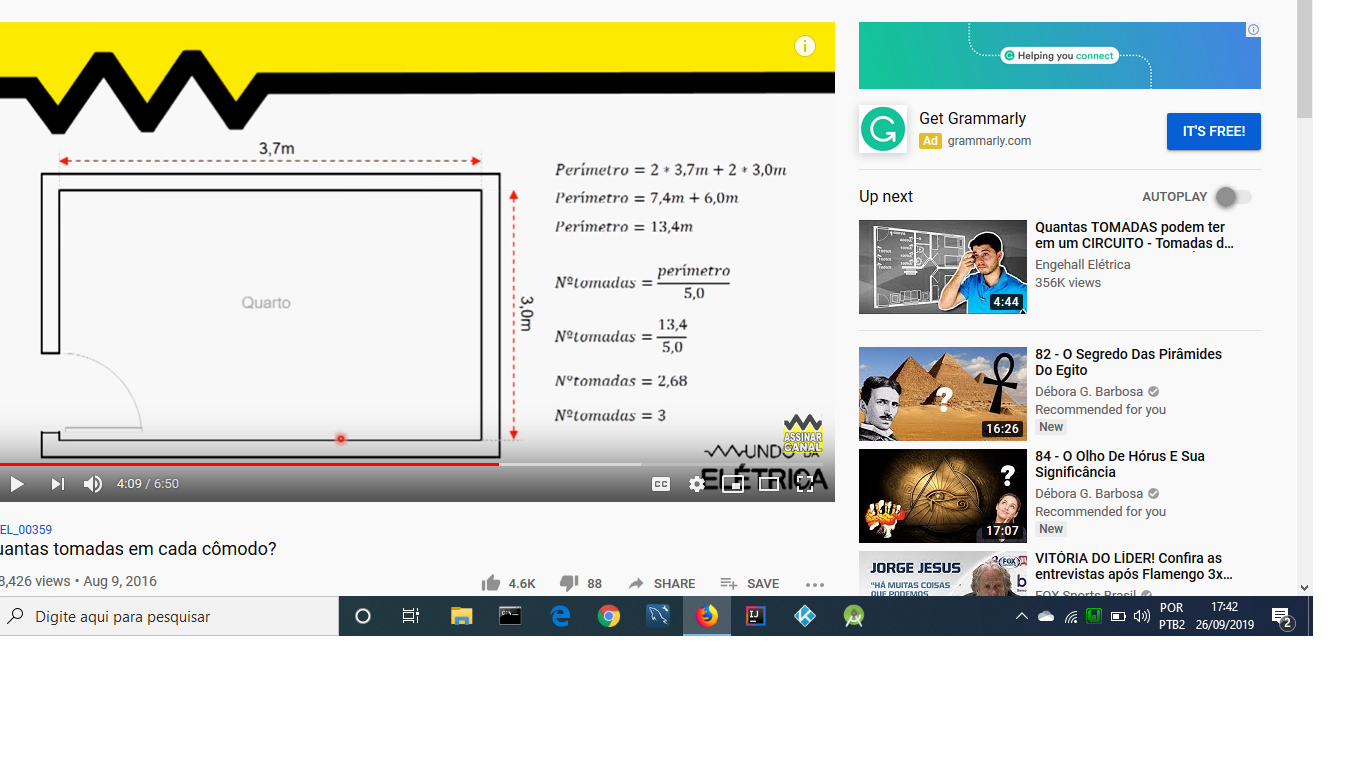 3,7m
Quarto
3,0m
Perímetro = 2 * 3,7m + 2 * 3,0m
Perímetro = 7,4m + 6,0m
Perímetro = 13,4m
Nºtomadas = perímetro
5,0
Nºtomadas = 13,4
5,0
Nºtomadas = 2,68
Nºtomadas = 3
ASSINAR
CANAL
MUNDO DA
ELÉTRICA
4:09 / 6:50
CC
EL_00359
uantas tomadas em cada cômodo?
8,426 views • Aug 9, 2016
4.6K
88
SHARE
SAVE
Helping you connect
Get Grammarly
Ad grammarly.com
IT'S FREE!
Up next
AUTOPLAY
Quantas TOMADAS podem ter
em um CIRCUITO - Tomadas d...
Engehall Elétrica
356K views
4:44
82 - O Segredo Das Pirâmides
Do Egito
Débora G. Barbosa
Recommended for you
New
?
16:26
84 - O Olho De Hórus E Sua
Significância
Débora G. Barbosa
Recommended for you
New
?
17:07
JORGE JESUS
"HÁ MUITAS COISAS
QUE PODEMOS
FOX
VITÓRIA DO LÍDER! Confira as
entrevistas após Flamengo 3x...
FOX Sports Brasil
Digite aqui para pesquisar
IJ
POR
PTB2
17:42
26/09/2019
2